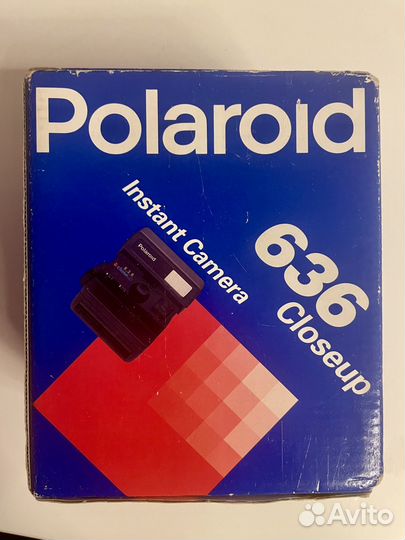 Polaroid
Instant Camera
636
Closeup
Polaroid
Avito